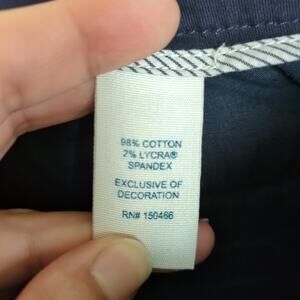 98% COTTON
2% LYCRA®
SPANDEX
EXCLUSIVE OF
DECORATION
RN# 150466